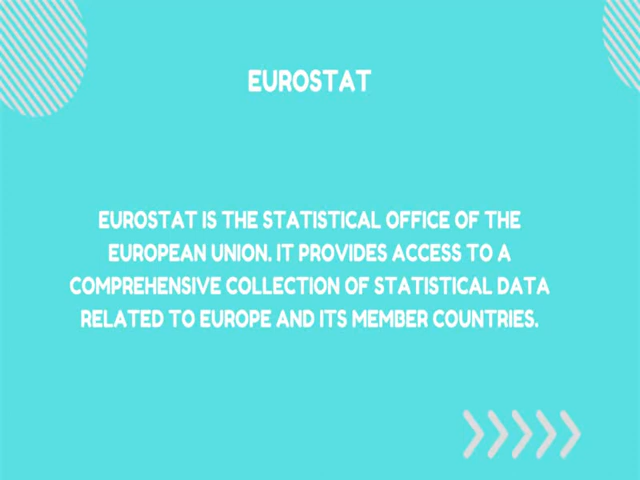 EUROSTAT
EUROSTAT IS THE STATISTICAL OFFICE OF THE
EUROPEAN UNION. IT PROVIDES ACCESS TO A
COMPREHENSIVE COLLECTION OF STATISTICAL DATA
RELATED TO EUROPE AND ITS MEMBER COUNTRIES.